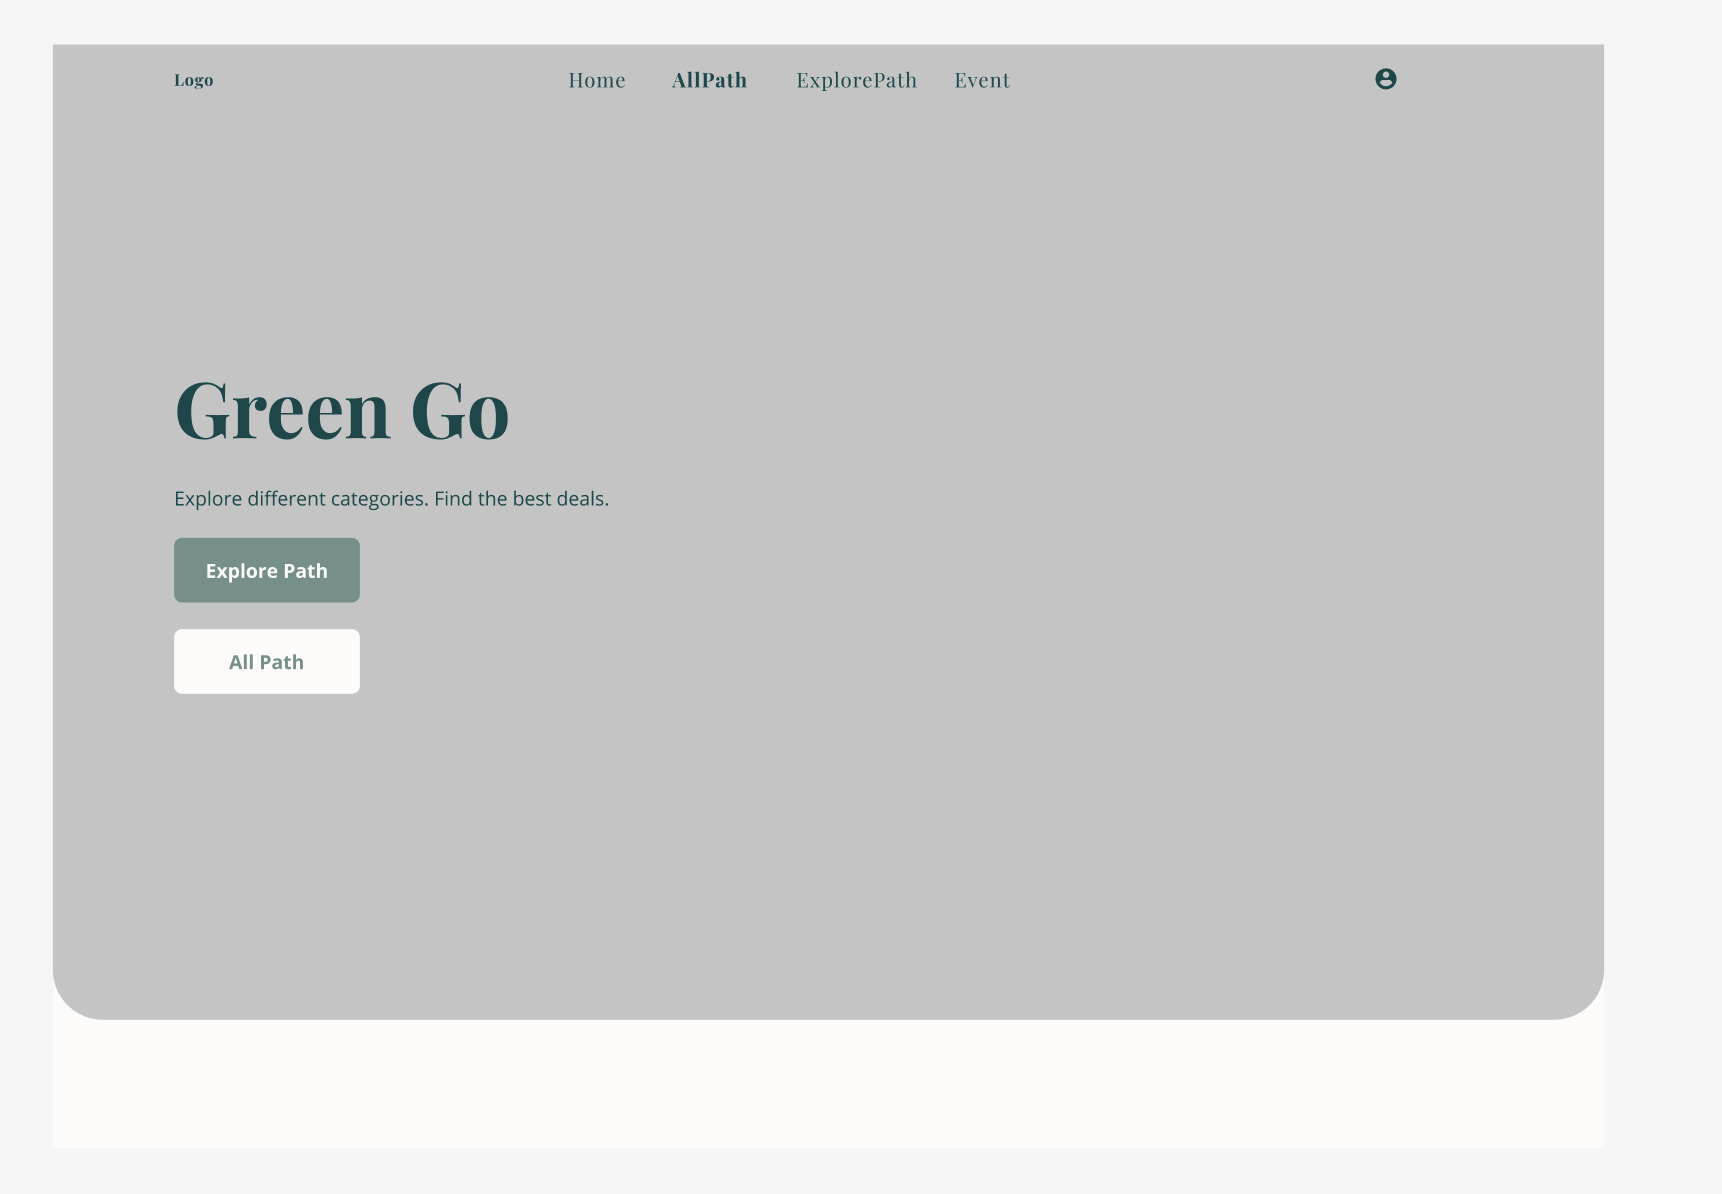 Logo Home AllPath ExplorePath Event
Green Go
Explore different categories. Find the best deals.
Explore Path
All Path